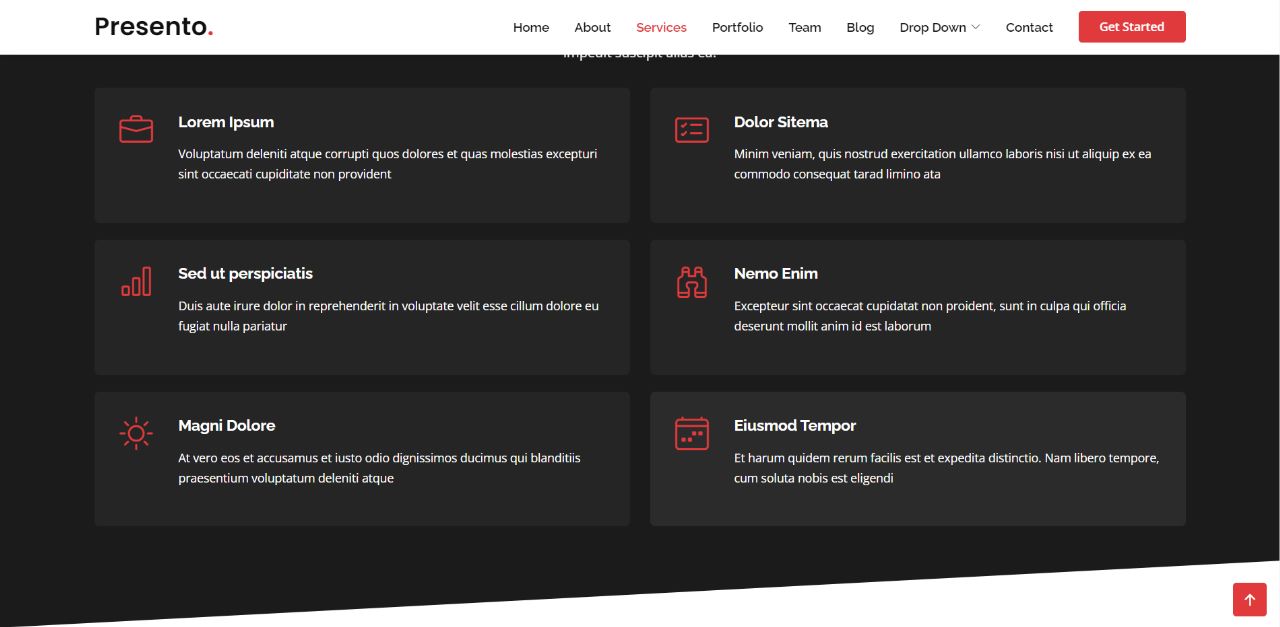 Presento.
Home
About
Services
Portfolio
Team
Blog
Drop Down
Contact
Get Started
impedit suscipit alias ea.
Lorem Ipsum
Voluptatum deleniti atque corrupti quos dolores et quas molestias excepturi
sint occaecati cupiditate non provident
Dolor Sitema
Minim veniam, quis nostrud exercitation ullamco laboris nisi ut aliquip ex ea
commodo consequat tarad limino ata
Sed ut perspiciatis
Duis aute irure dolor in reprehenderit in voluptate velit esse cillum dolore eu
fugiat nulla pariatur
Nemo Enim
Excepteur sint occaecat cupidatat non proident, sunt in culpa qui officia
deserunt mollit anim id est laborum
Magni Dolore
At vero eos et accusamus et iusto odio dignissimos ducimus qui blanditiis
praesentium voluptatum deleniti atque
Eiusmod Tempor
Et harum quidem rerum facilis est et expedita distinctio. Nam libero tempore,
cum soluta nobis est eligendi